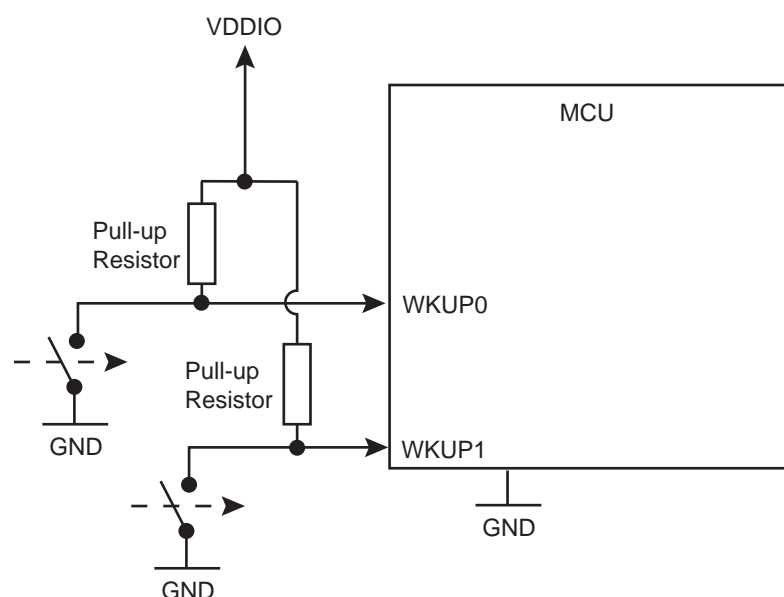 VDDIO
MCU
Pull-up
Resistor
WKUP0
Pull-up
Resistor
GND
WKUP1
GND
GND